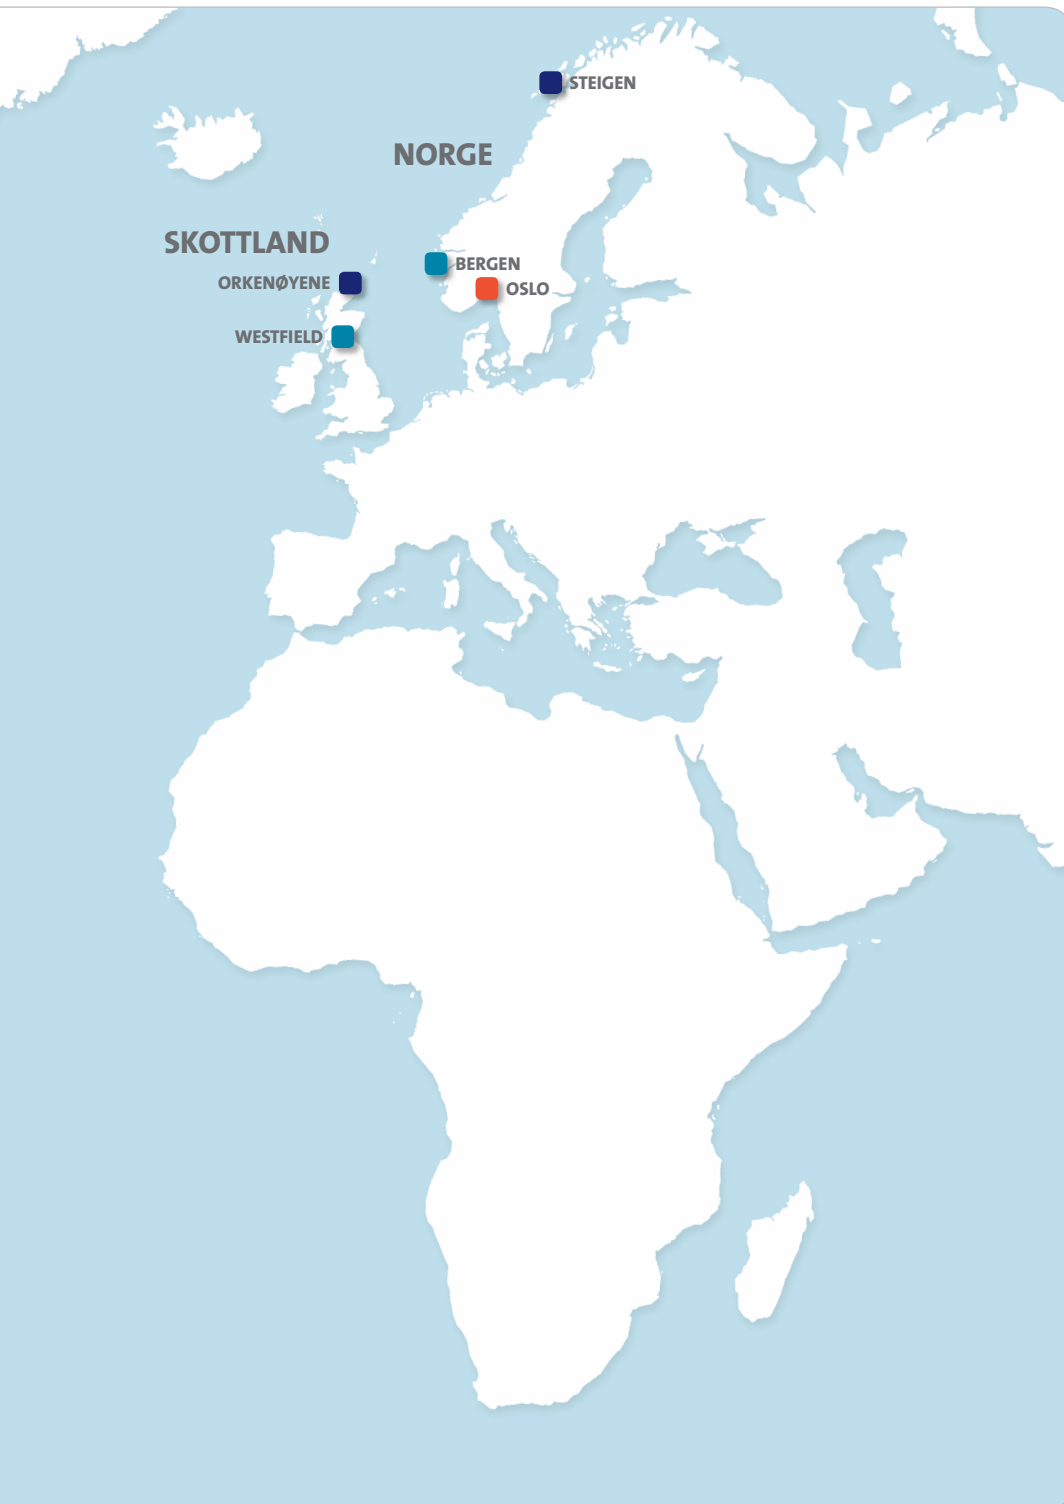 STEIGEN
NORGE
SKOTTLAND
BERGEN
ORKENØYENE
OSLO
WESTFIELD